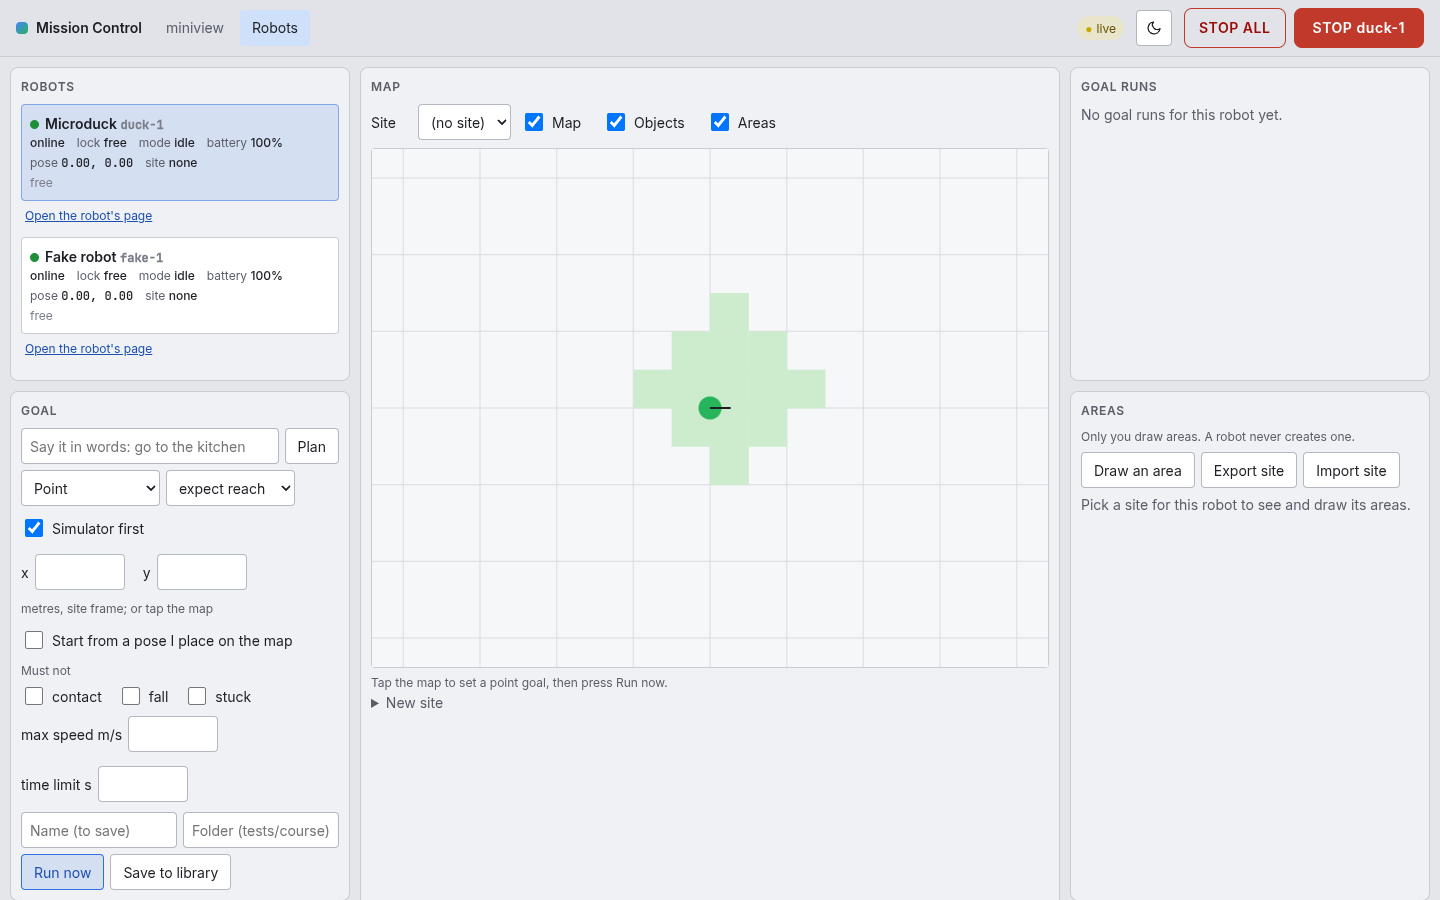 Mission Control miniview Robots live STOP ALL STOP duck-1
ROBOTS
Microduck duck-1
online lock free mode idle battery 100%
pose 0.00, 0.00 site none
free
Open the robot's page
Fake robot fake-1
online lock free mode idle battery 100%
pose 0.00, 0.00 site none
free
Open the robot's page
GOAL
Say it in words: go to the kitchen Plan
Point expect reach
Simulator first
x y
metres, site frame; or tap the map
Start from a pose I place on the map
Must not
contact fall stuck
max speed m/s
time limit s
Name (to save) Folder (tests/course)
Run now Save to library
MAP
Site (no site) Map Objects Areas
Tap the map to set a point goal, then press Run now.
New site
GOAL RUNS
No goal runs for this robot yet.
AREAS
Only you draw areas. A robot never creates one.
Draw an area Export site Import site
Pick a site for this robot to see and draw its areas.